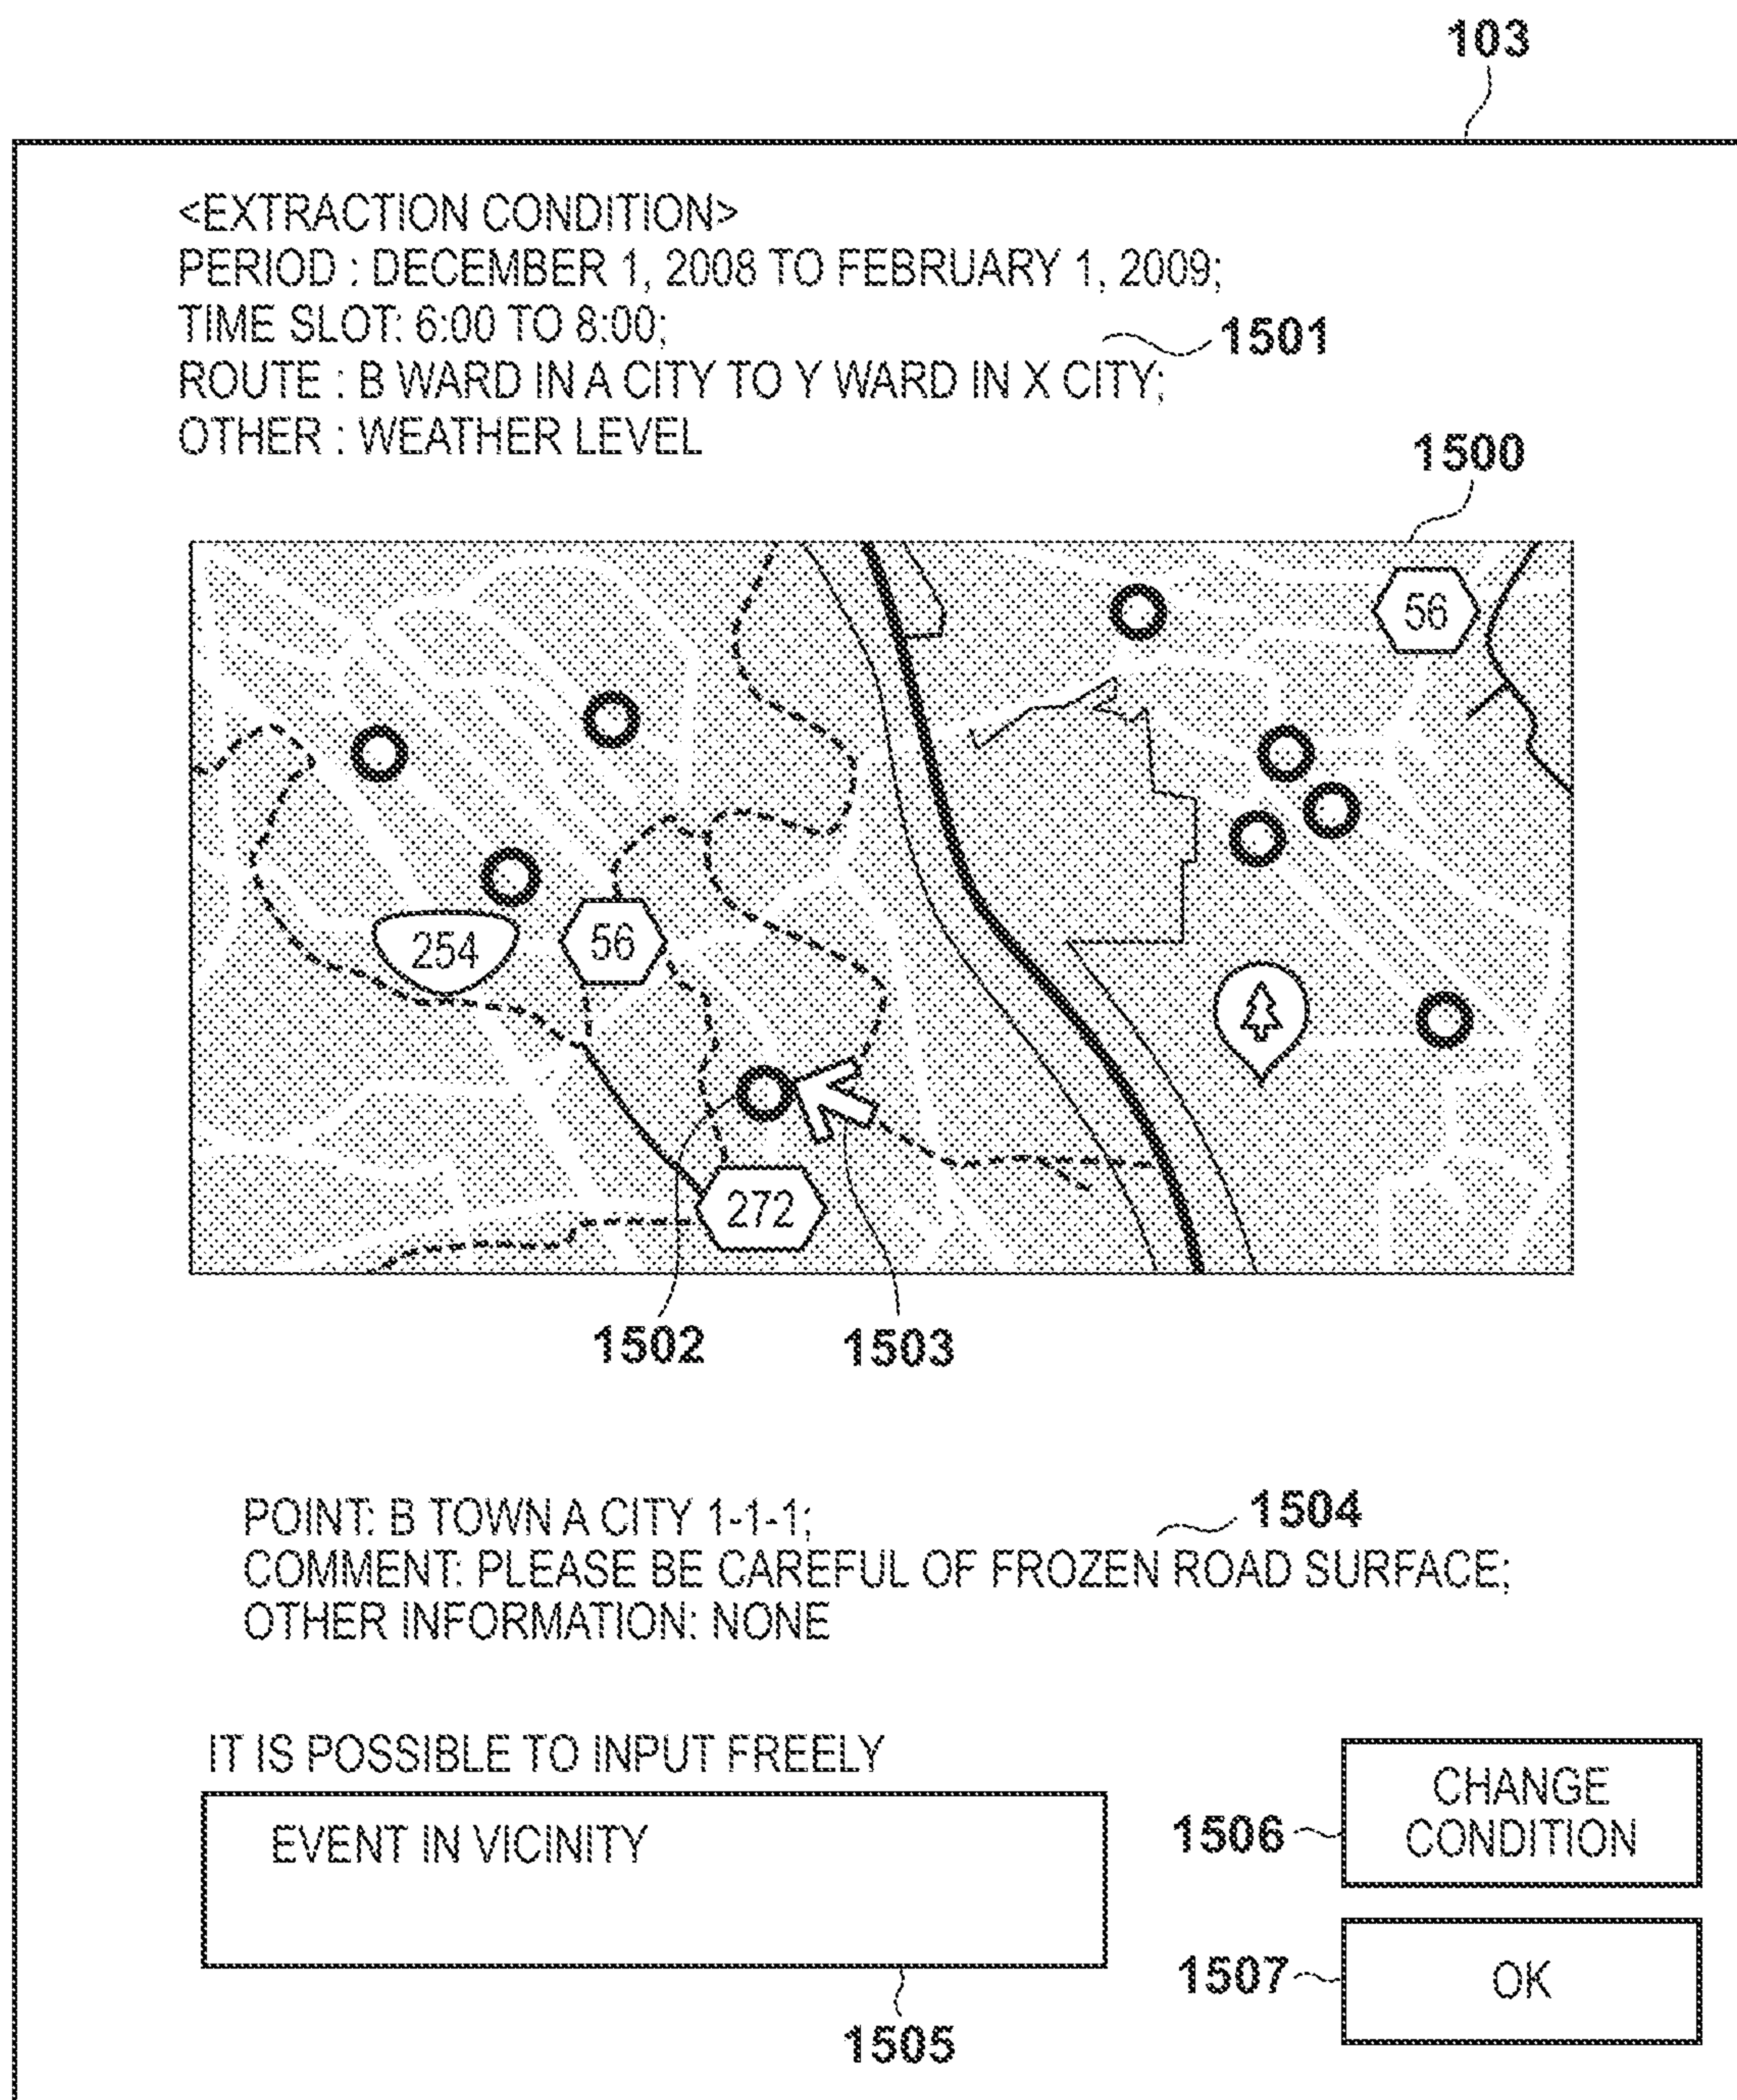 103
<EXTRACTION CONDITION>
PERIOD : DECEMBER 1, 2008 TO FEBRUARY 1, 2009;
TIME SLOT: 6:00 TO 8:00;
1501
ROUTE : B WARD IN A CITY TO Y WARD IN X CITY;
OTHER : WEATHER LEVEL
1500
56
254
56
272
1502
1503
POINT: B TOWN A CITY 1-1-1;
1504
COMMENT: PLEASE BE CAREFUL OF FROZEN ROAD SURFACE;
OTHER INFORMATION: NONE
IT IS POSSIBLE TO INPUT FREELY
EVENT IN VICINITY
1505
CHANGE
CONDITION
1506
OK
1507